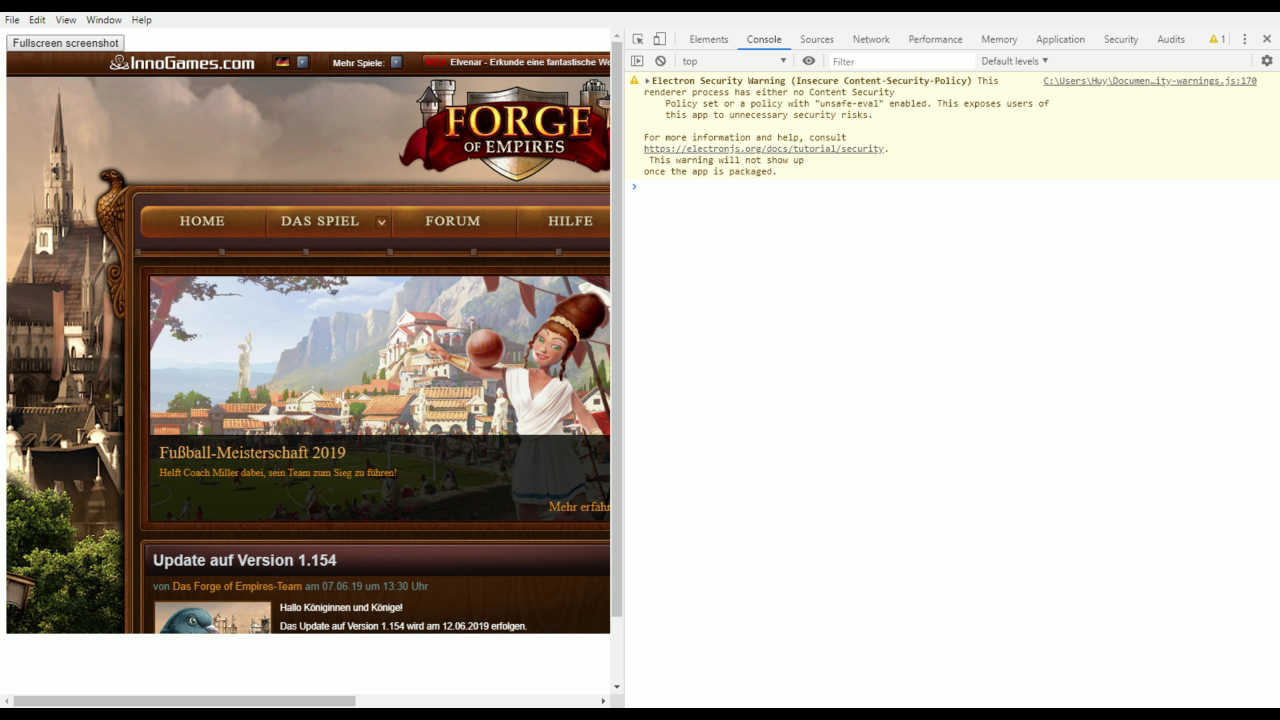 File Edit View Window Help
Fullscreen screenshot
InnoGames.com Mehr Spiele: Elvenar - Erkunde eine fantastische We
FORGE
OF EMPIRES
HOME DAS SPIEL FORUM HILFE
Fußball-Meisterschaft 2019
Helft Coach Miller dabei, sein Team zum Sieg zu führen!
Mehr erfahr
Update auf Version 1.154
von Das Forge of Empires-Team am 07.06.19 um 13:30 Uhr
Hallo Königinnen und Könige!
Das Update auf Version 1.154 wird am 12.06.2019 erfolgen.
Elements Console Sources Network Performance Memory Application Security Audits 1
top Filter Default levels
Electron Security Warning (Insecure Content-Security-Policy) This C:\Users\Huy\Documen…ity-warnings.js:170
renderer process has either no Content Security
Policy set or a policy with "unsafe-eval" enabled. This exposes users of
this app to unnecessary security risks.
For more information and help, consult
https://electronjs.org/docs/tutorial/security.
This warning will not show up
once the app is packaged.